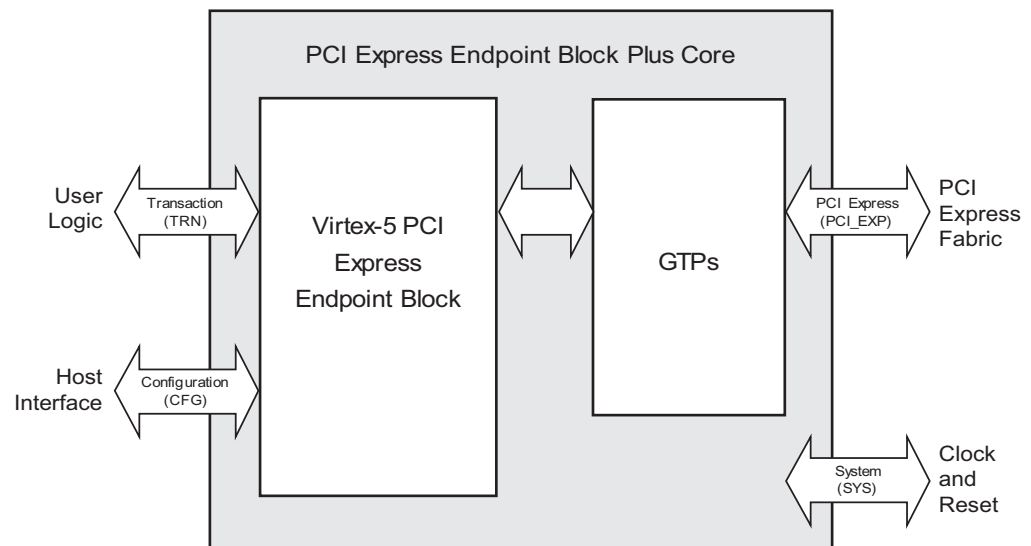 PCI Express Endpoint Block Plus Core
User
Logic
Transaction
(TRN)
Virtex-5 PCI
Express
Endpoint Block
GTPs
PCI Express
(PCI_EXP)
PCI
Express
Fabric
Host
Interface
Configuration
(CFG)
System
(SYS)
Clock
and
Reset